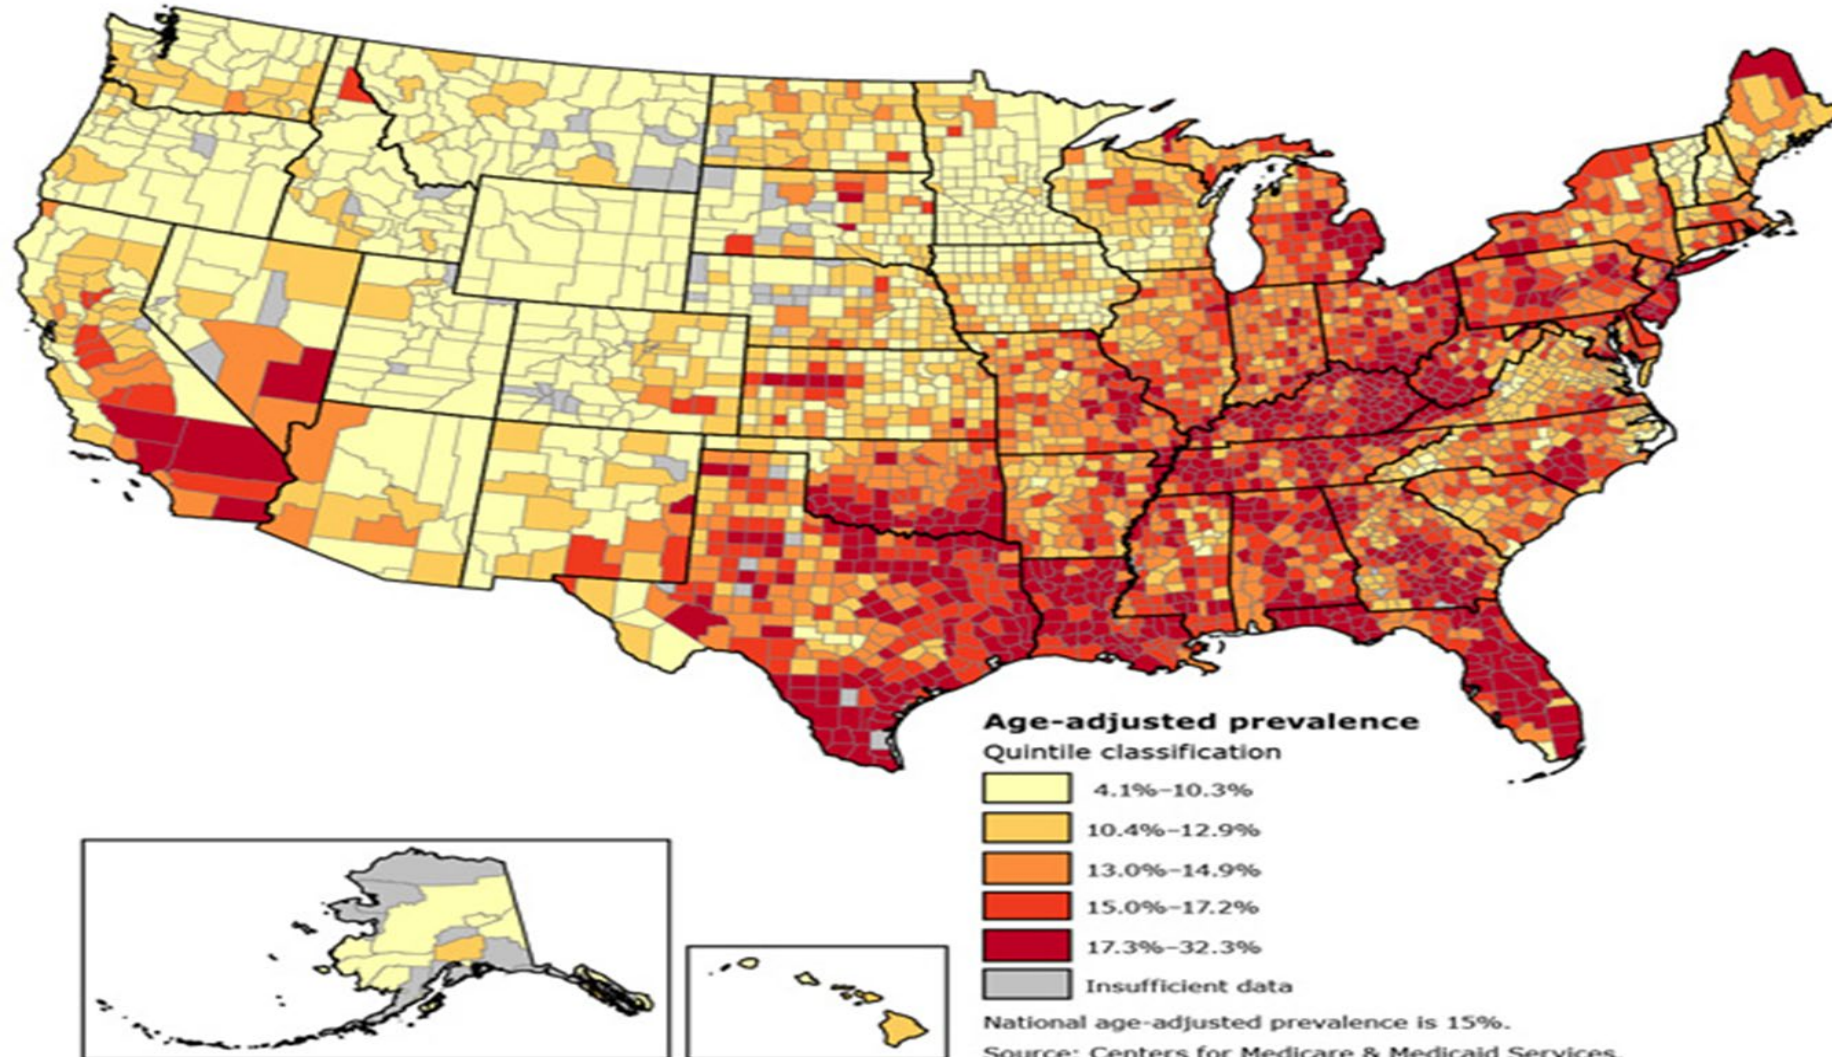 Age-adjusted prevalence
Quintile classification
4.1%–10.3%
10.4%–12.9%
13.0%–14.9%
15.0%–17.2%
17.3%–32.3%
Insufficient data
National age-adjusted prevalence is 15%.
Source: Centers for Medicare & Medicaid Services.